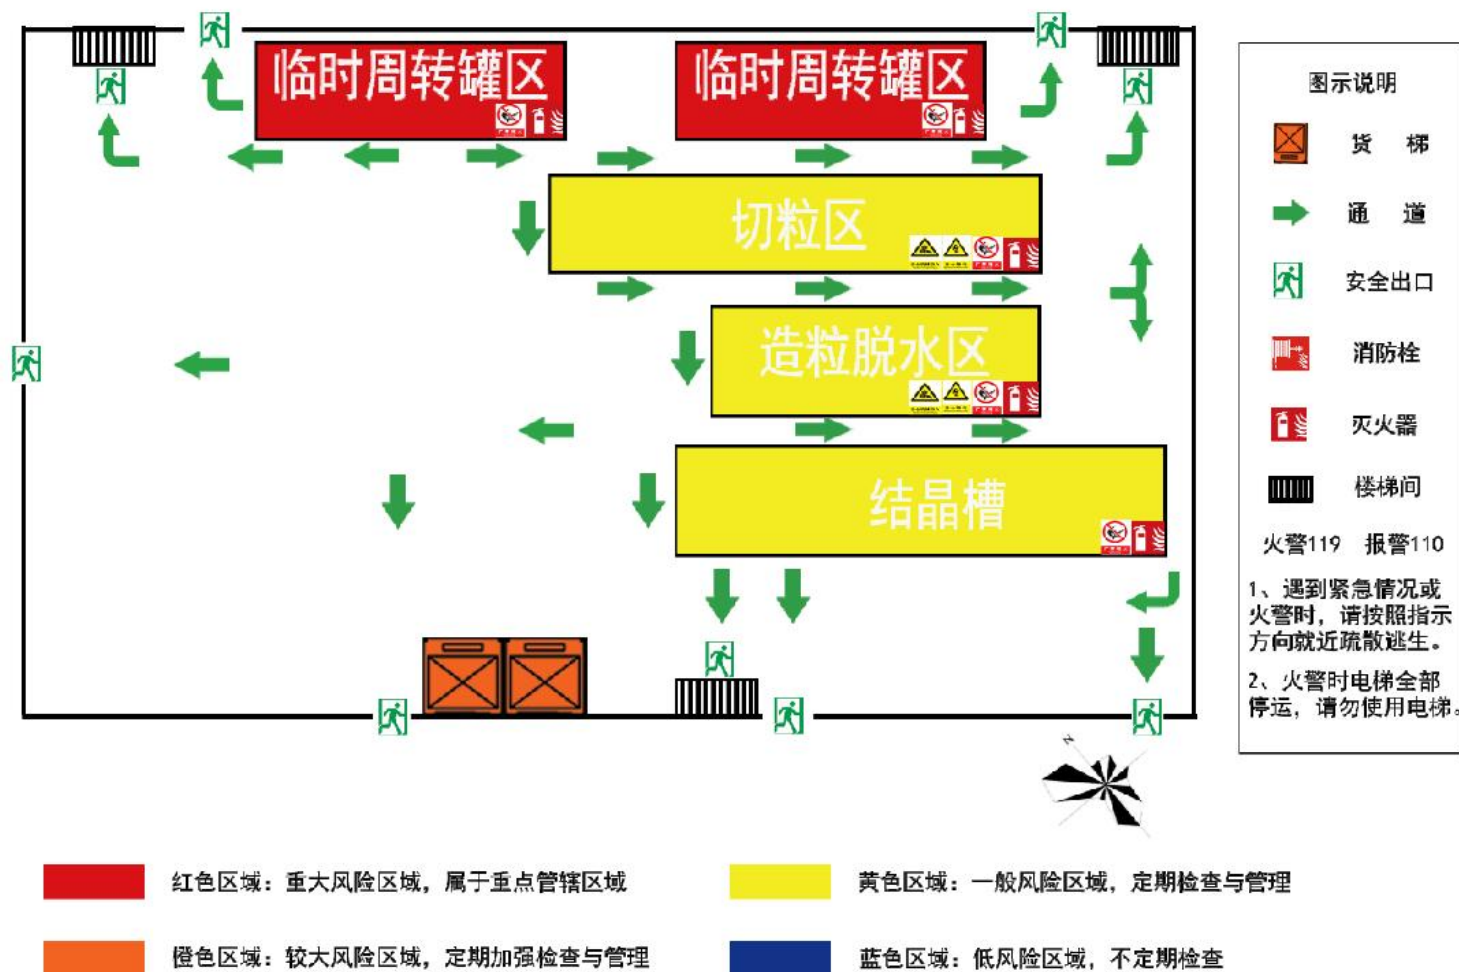 临时周转罐区
临时周转罐区
切粒区
造粒脱水区
结晶槽
图示说明
货 梯
通 道
安全出口
消防栓
灭火器
楼梯间
火警119 报警110
1、遇到紧急情况或
火警时，请按照指示
方向就近疏散逃生。
2、火警时电梯全部
停运，请勿使用电梯。
N
红色区域：重大风险区域，属于重点管辖区域
黄色区域：一般风险区域，定期检查与管理
橙色区域：较大风险区域，定期加强检查与管理
蓝色区域：低风险区域，不定期检查